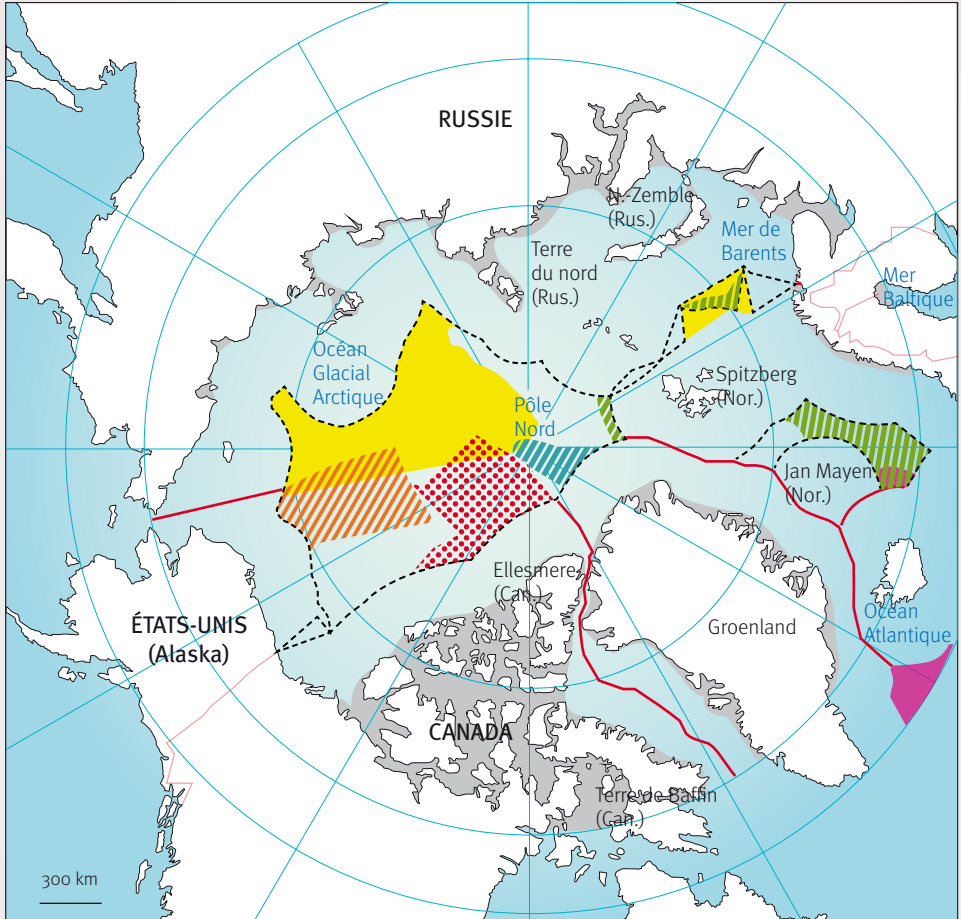 RUSSIE
N.-Zemble
(Rus.)
Mer de
Barents
Terre
du nord
(Rus.)
Mer
Baltique
Océan
Glacial
Arctique
Spitzberg
(Nor.)
Pôle
Nord
Jan Mayen
(Nor.)
Ellesmere
(Can.)
Océan
Atlantique
ÉTATS-UNIS
(Alaska)
Groenland
CANADA
Terre de Baffin
(Can.)
300 km